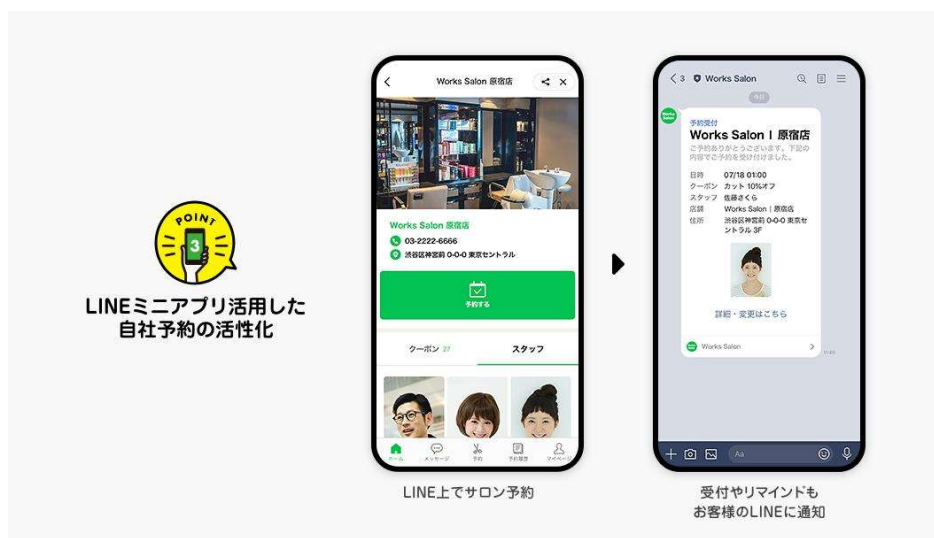 POINT
3
LINEミニアプリ活用した
自社予約の活性化
Works Salon 原宿店
Works Salon 原宿店
03-2222-6666
渋谷区神宮前 0-0-0 東京セントラル
予約する
クーポン 27
スタッフ
ホーム
メッセージ
予約
予約履歴
マイページ
LINE上でサロン予約
3
Works Salon
今日
予約受付
Works Salon | 原宿店
ご予約ありがとうございます。下記の
内容でご予約を受け付けました。
日時 07/18 01:00
クーポン カット 10%オフ
スタッフ 佐藤さくら
店舗 Works Salon | 原宿店
住所 渋谷区神宮前 0-0-0 東京セ
ントラル 3F
詳細・変更はこちら
Works Salon
Aa
受付やリマインドも
お客様のLINEに通知